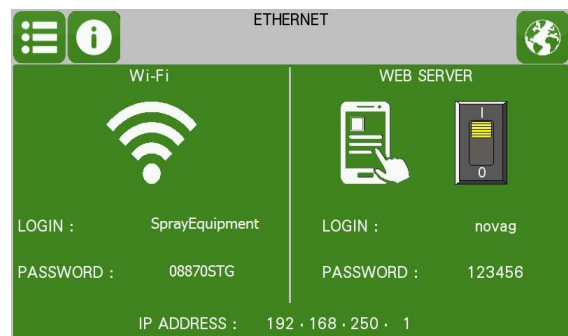 ETHERNET
Wi-Fi
WEB SERVER
I
0
LOGIN : SprayEquipment
LOGIN : novag
PASSWORD : 08870STG
PASSWORD : 123456
IP ADDRESS : 192 · 168 · 250 · 1